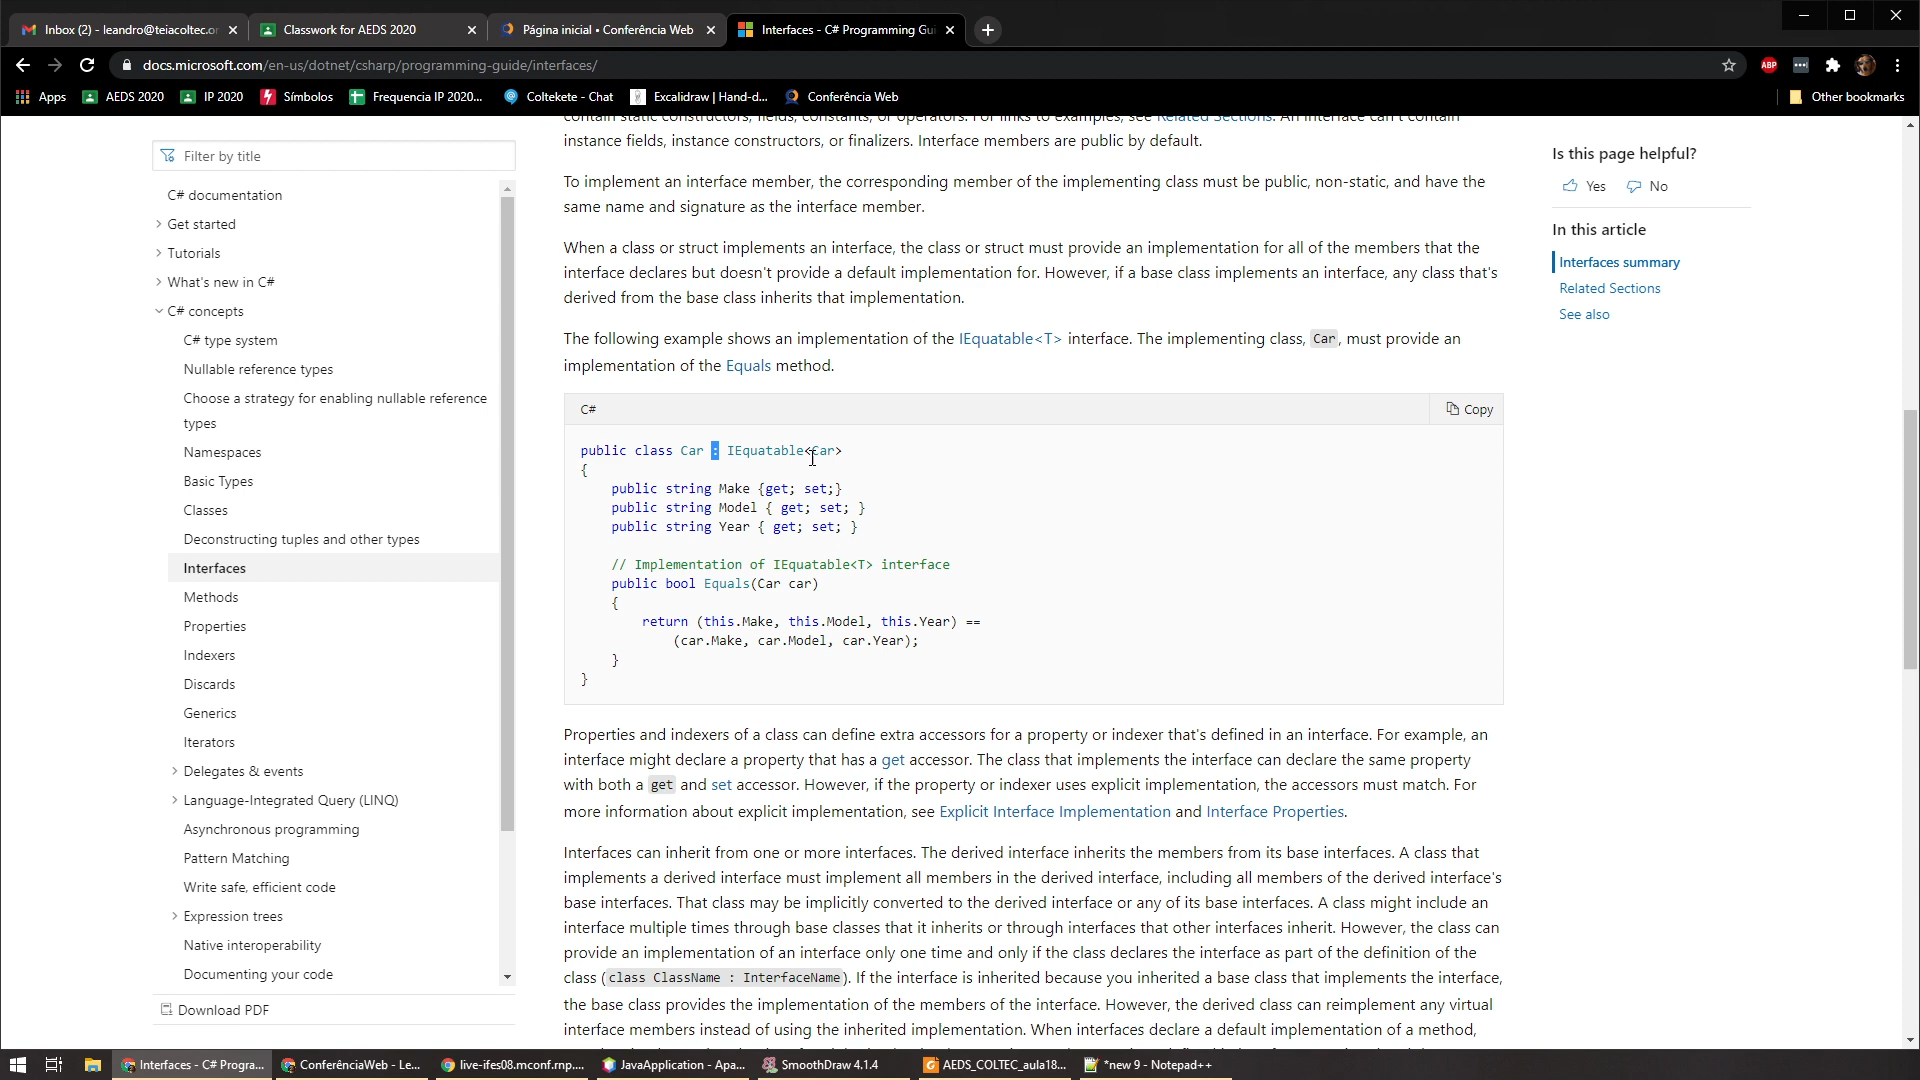 Inbox (2) - leandro@teiacoltec.or
Classwork for AEDS 2020
Página inicial • Conferência Web
Interfaces - C# Programming Gui
docs.microsoft.com/en-us/dotnet/csharp/programming-guide/interfaces/
ABP
Apps
AEDS 2020
IP 2020
Símbolos
Frequencia IP 2020...
Coltekete - Chat
Excalidraw | Hand-d...
Conferência Web
Other bookmarks
Filter by title
C# documentation
Get started
Tutorials
What's new in C#
C# concepts
C# type system
Nullable reference types
Choose a strategy for enabling nullable reference
types
Namespaces
Basic Types
Classes
Deconstructing tuples and other types
Interfaces
Methods
Properties
Indexers
Discards
Generics
Iterators
Delegates & events
Language-Integrated Query (LINQ)
Asynchronous programming
Pattern Matching
Write safe, efficient code
Expression trees
Native interoperability
Documenting your code
Download PDF
contain static constructors, fields, constants, or operators. For links to examples, see Related Sections. An interface can't contain
instance fields, instance constructors, or finalizers. Interface members are public by default.
To implement an interface member, the corresponding member of the implementing class must be public, non-static, and have the
same name and signature as the interface member.
When a class or struct implements an interface, the class or struct must provide an implementation for all of the members that the
interface declares but doesn't provide a default implementation for. However, if a base class implements an interface, any class that's
derived from the base class inherits that implementation.
The following example shows an implementation of the IEquatable<T> interface. The implementing class, Car, must provide an
implementation of the Equals method.
C#
Copy
public class Car : IEquatable<Car>
{
public string Make {get; set;}
public string Model { get; set; }
public string Year { get; set; }
// Implementation of IEquatable<T> interface
public bool Equals(Car car)
{
return (this.Make, this.Model, this.Year) ==
(car.Make, car.Model, car.Year);
}
}
Properties and indexers of a class can define extra accessors for a property or indexer that's defined in an interface. For example, an
interface might declare a property that has a get accessor. The class that implements the interface can declare the same property
with both a get and set accessor. However, if the property or indexer uses explicit implementation, the accessors must match. For
more information about explicit implementation, see Explicit Interface Implementation and Interface Properties.
Interfaces can inherit from one or more interfaces. The derived interface inherits the members from its base interfaces. A class that
implements a derived interface must implement all members in the derived interface, including all members of the derived interface's
base interfaces. That class may be implicitly converted to the derived interface or any of its base interfaces. A class might include an
interface multiple times through base classes that it inherits or through interfaces that other interfaces inherit. However, the class can
provide an implementation of an interface only one time and only if the class declares the interface as part of the definition of the
class (class ClassName : InterfaceName). If the interface is inherited because you inherited a base class that implements the interface,
the base class provides the implementation of the members of the interface. However, the derived class can reimplement any virtual
interface members instead of using the inherited implementation. When interfaces declare a default implementation of a method,
Is this page helpful?
Yes
No
In this article
Interfaces summary
Related Sections
See also
Interfaces - C# Progra...
ConferênciaWeb - Le...
live-ifes08.mconf.rnp....
JavaApplication - Apa...
SmoothDraw 4.1.4
AEDS_COLTEC_aula18...
*new 9 - Notepad++